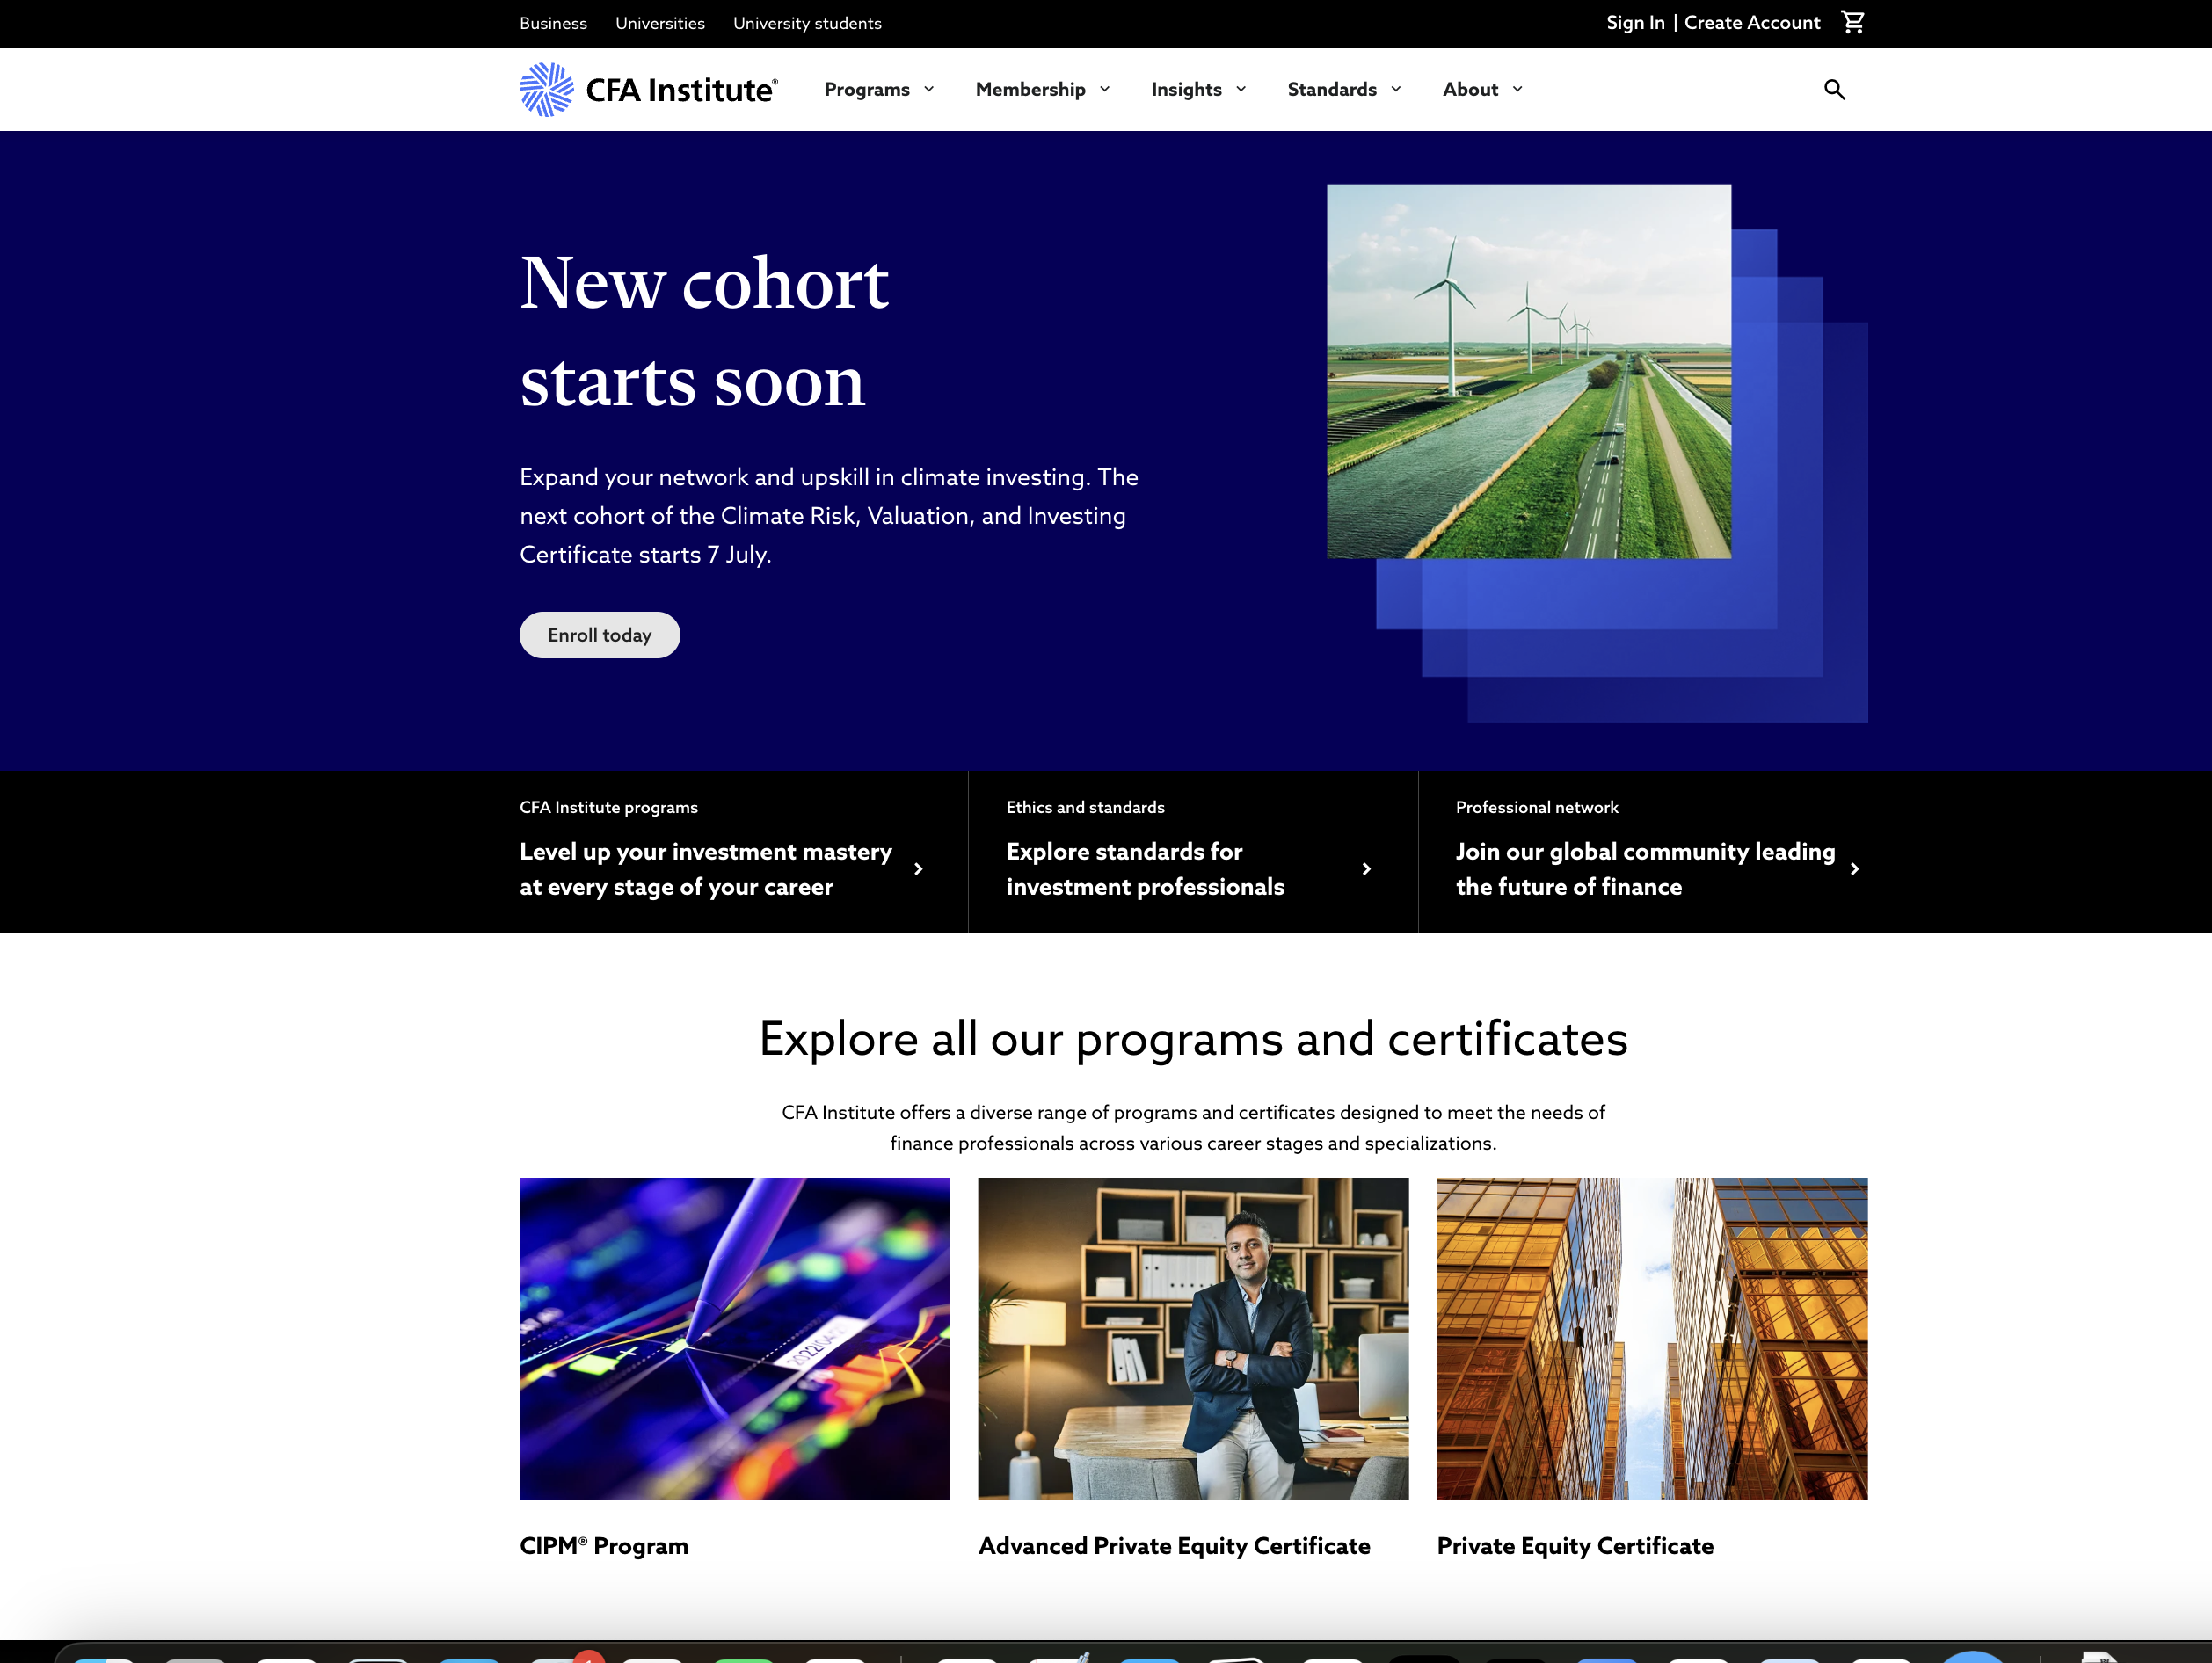 Business Universities University students Sign In | Create Account
CFA Institute® Programs Membership Insights Standards About
New cohort
starts soon
Expand your network and upskill in climate investing. The
next cohort of the Climate Risk, Valuation, and Investing
Certificate starts 7 July.
Enroll today
CFA Institute programs
Level up your investment mastery
at every stage of your career
Ethics and standards
Explore standards for
investment professionals
Professional network
Join our global community leading
the future of finance
Explore all our programs and certificates
CFA Institute offers a diverse range of programs and certificates designed to meet the needs of
finance professionals across various career stages and specializations.
CIPM® Program
Advanced Private Equity Certificate
Private Equity Certificate